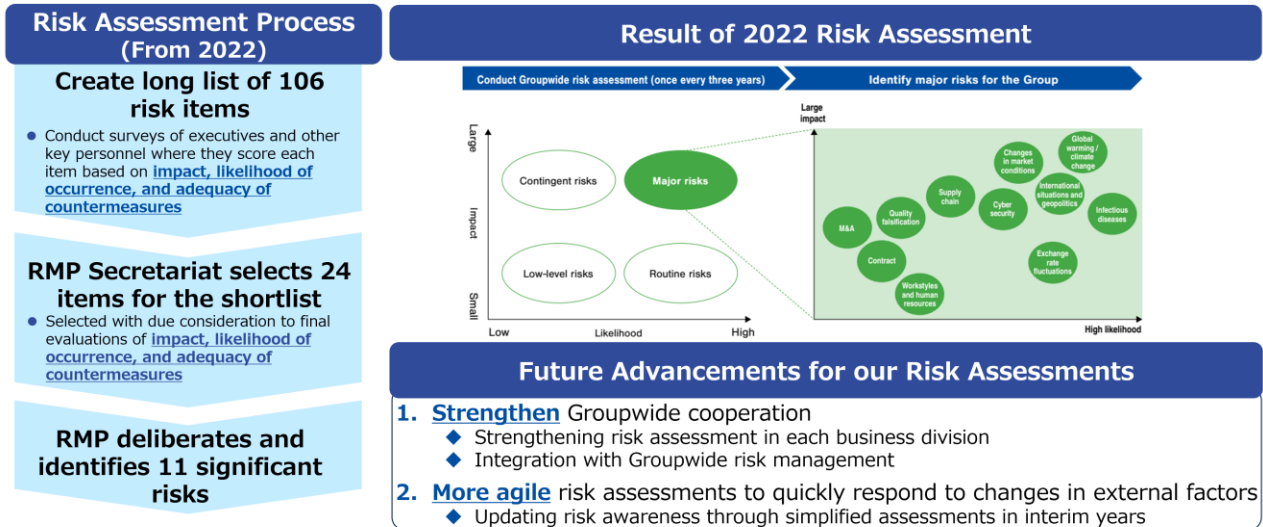 Risk Assessment Process
(From 2022)
Create long list of 106
risk items
● Conduct surveys of executives and other
key personnel where they score each
item based on impact, likelihood of
occurrence, and adequacy of
countermeasures
RMP Secretariat selects 24
items for the shortlist
● Selected with due consideration to final
evaluations of impact, likelihood of
occurrence, and adequacy of
countermeasures
RMP deliberates and
identifies 11 significant
risks
Result of 2022 Risk Assessment
Conduct Groupwide risk assessment (once every three years)
Identify major risks for the Group
Large
Impact
Small
Contingent risks
Major risks
Low-level risks
Routine risks
Low
Likelihood
High
Large
impact
Global
warming /
climate
change
Changes
in market
conditions
International
situations and
geopolitics
Supply
chain
Cyber
security
Infectious
diseases
Quality
falsification
M&A
Contract
Exchange
rate
fluctuations
Workstyles
and human
resources
High likelihood
Future Advancements for our Risk Assessments
1. Strengthen Groupwide cooperation
◆ Strengthening risk assessment in each business division
◆ Integration with Groupwide risk management
2. More agile risk assessments to quickly respond to changes in external factors
◆ Updating risk awareness through simplified assessments in interim years